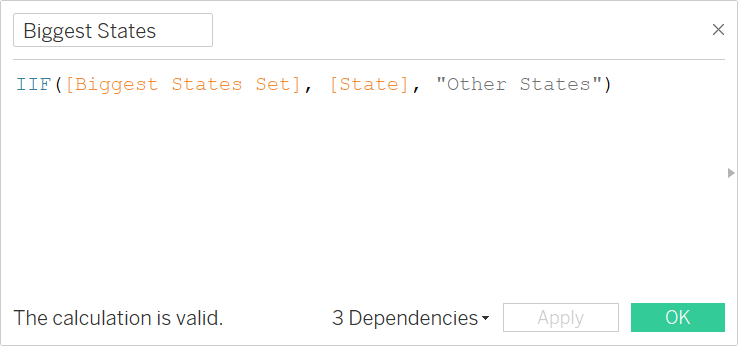 Biggest States
IIF([Biggest States Set], [State], "Other States")
The calculation is valid.
3 Dependencies
Apply
OK